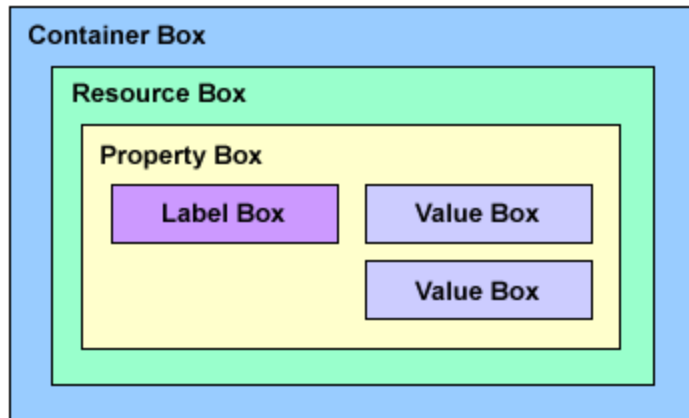 Container Box
Resource Box
Property Box
Label Box
Value Box
Value Box